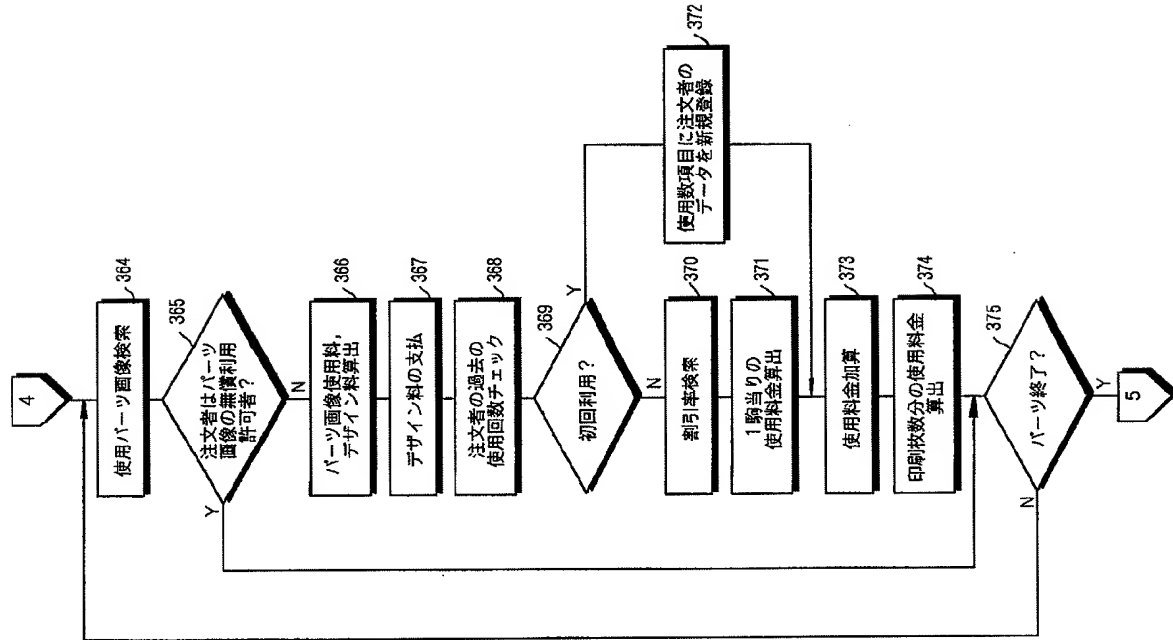 4
使用パーツ画像検索
364
注文者はパーツ
画像の無償利用
許可者?
365
Y
N
パーツ画像使用料,
デザイン料算出
366
デザイン料の支払
367
注文者の過去の
使用回数チェック
368
初回利用?
369
Y
N
使用数項目に注文者の
データを新規登録
372
割引率検索
370
1駒当りの
使用料金算出
371
使用料金加算
373
印刷枚数分の使用料金
算出
374
パーツ終了?
375
N
Y
5